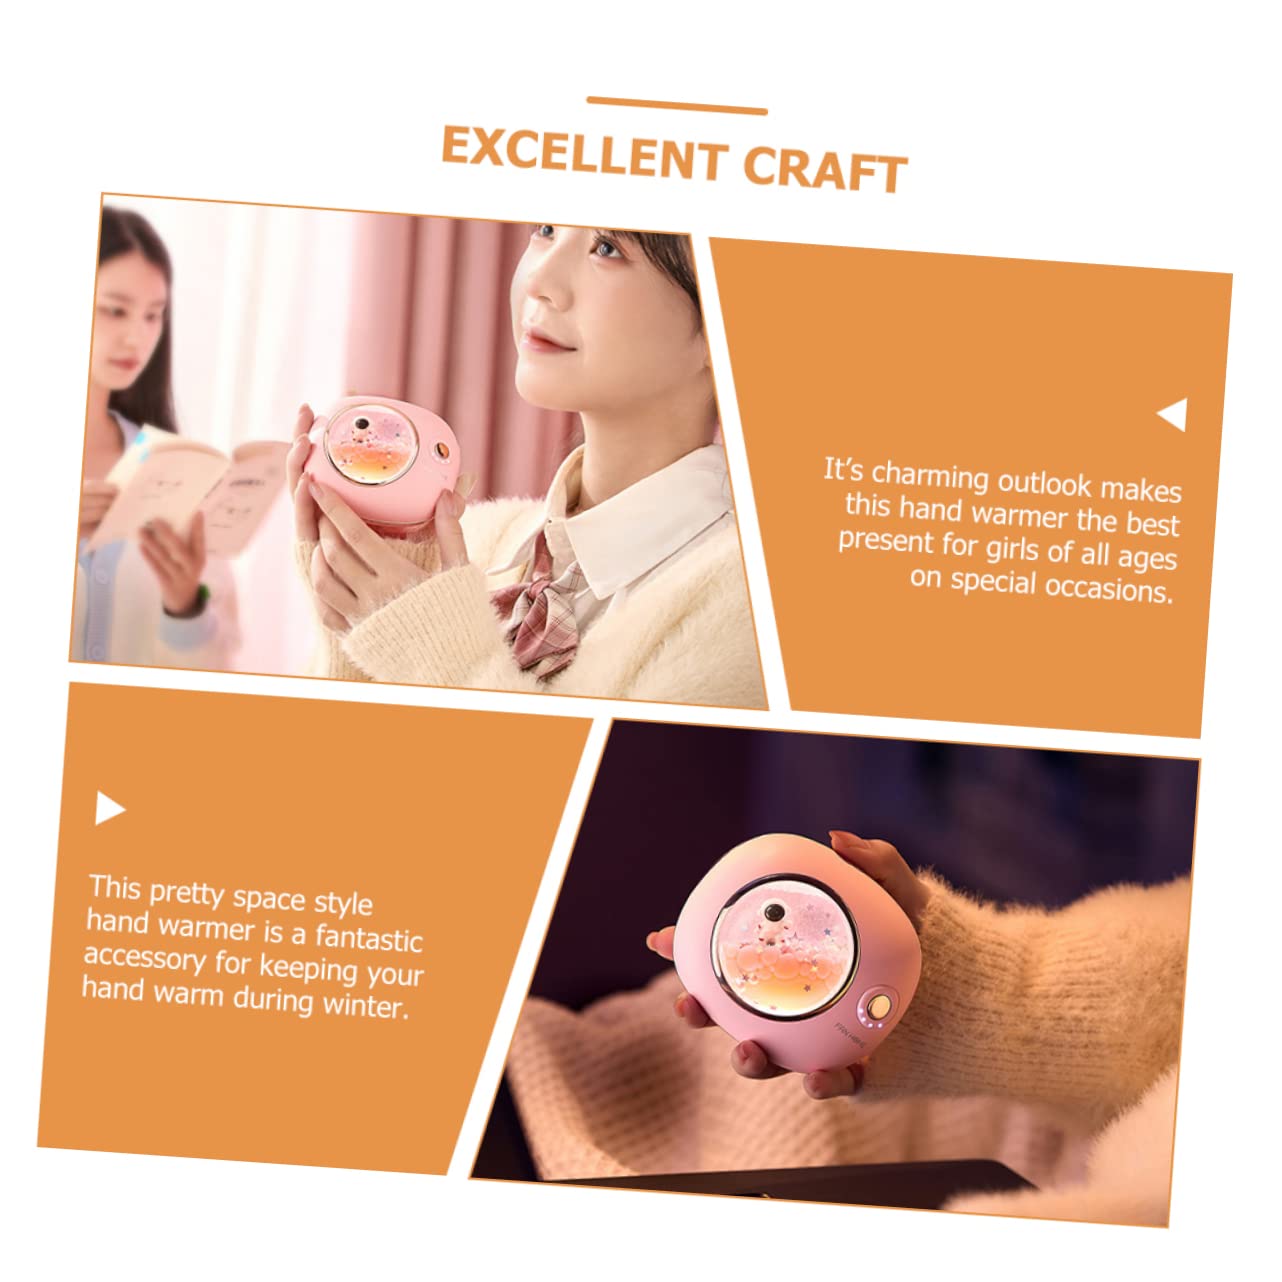 EXCELLENT CRAFT
It’s charming outlook makes
this hand warmer the best
present for girls of all ages
on special occasions.
This pretty space style
hand warmer is a fantastic
accessory for keeping your
hand warm during winter.